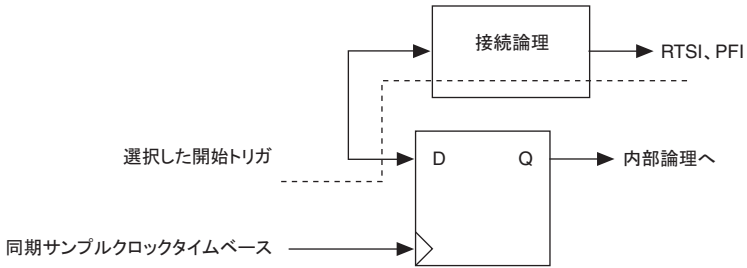 接続論理
RTSI、PFI
選択した開始トリガ
D
Q
内部論理へ
同期サンプルクロックタイムベース